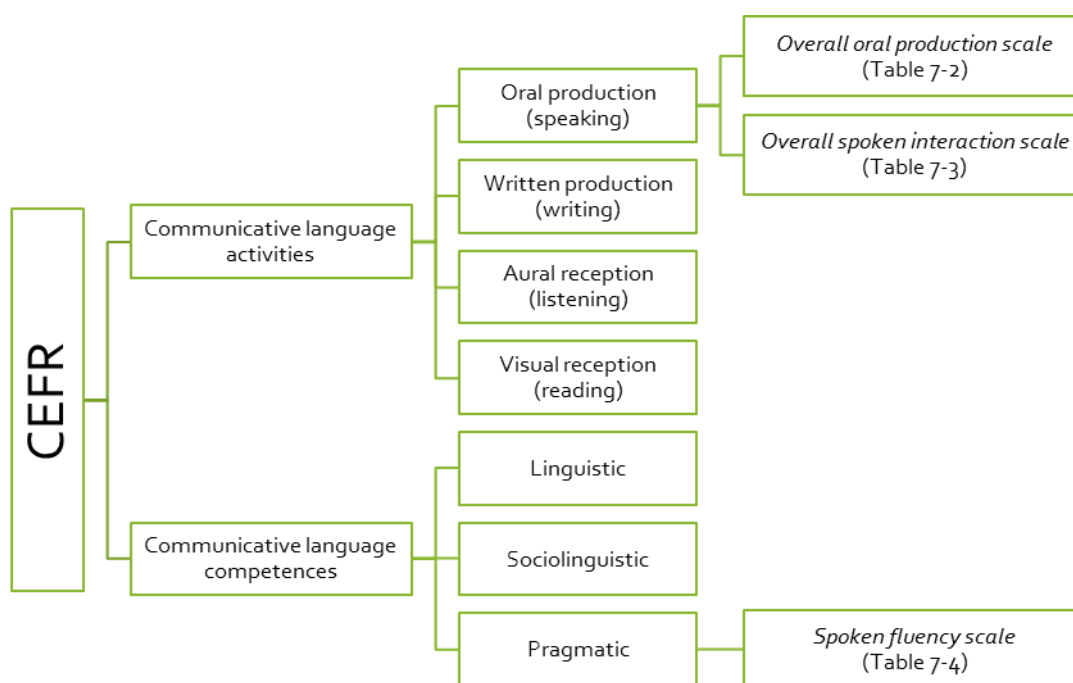 CEFR
Communicative language
activities
Oral production
(speaking)
Overall oral production scale
(Table 7-2)
Overall spoken interaction scale
(Table 7-3)
Written production
(writing)
Aural reception
(listening)
Visual reception
(reading)
Communicative language
competences
Linguistic
Sociolinguistic
Pragmatic
Spoken fluency scale
(Table 7-4)